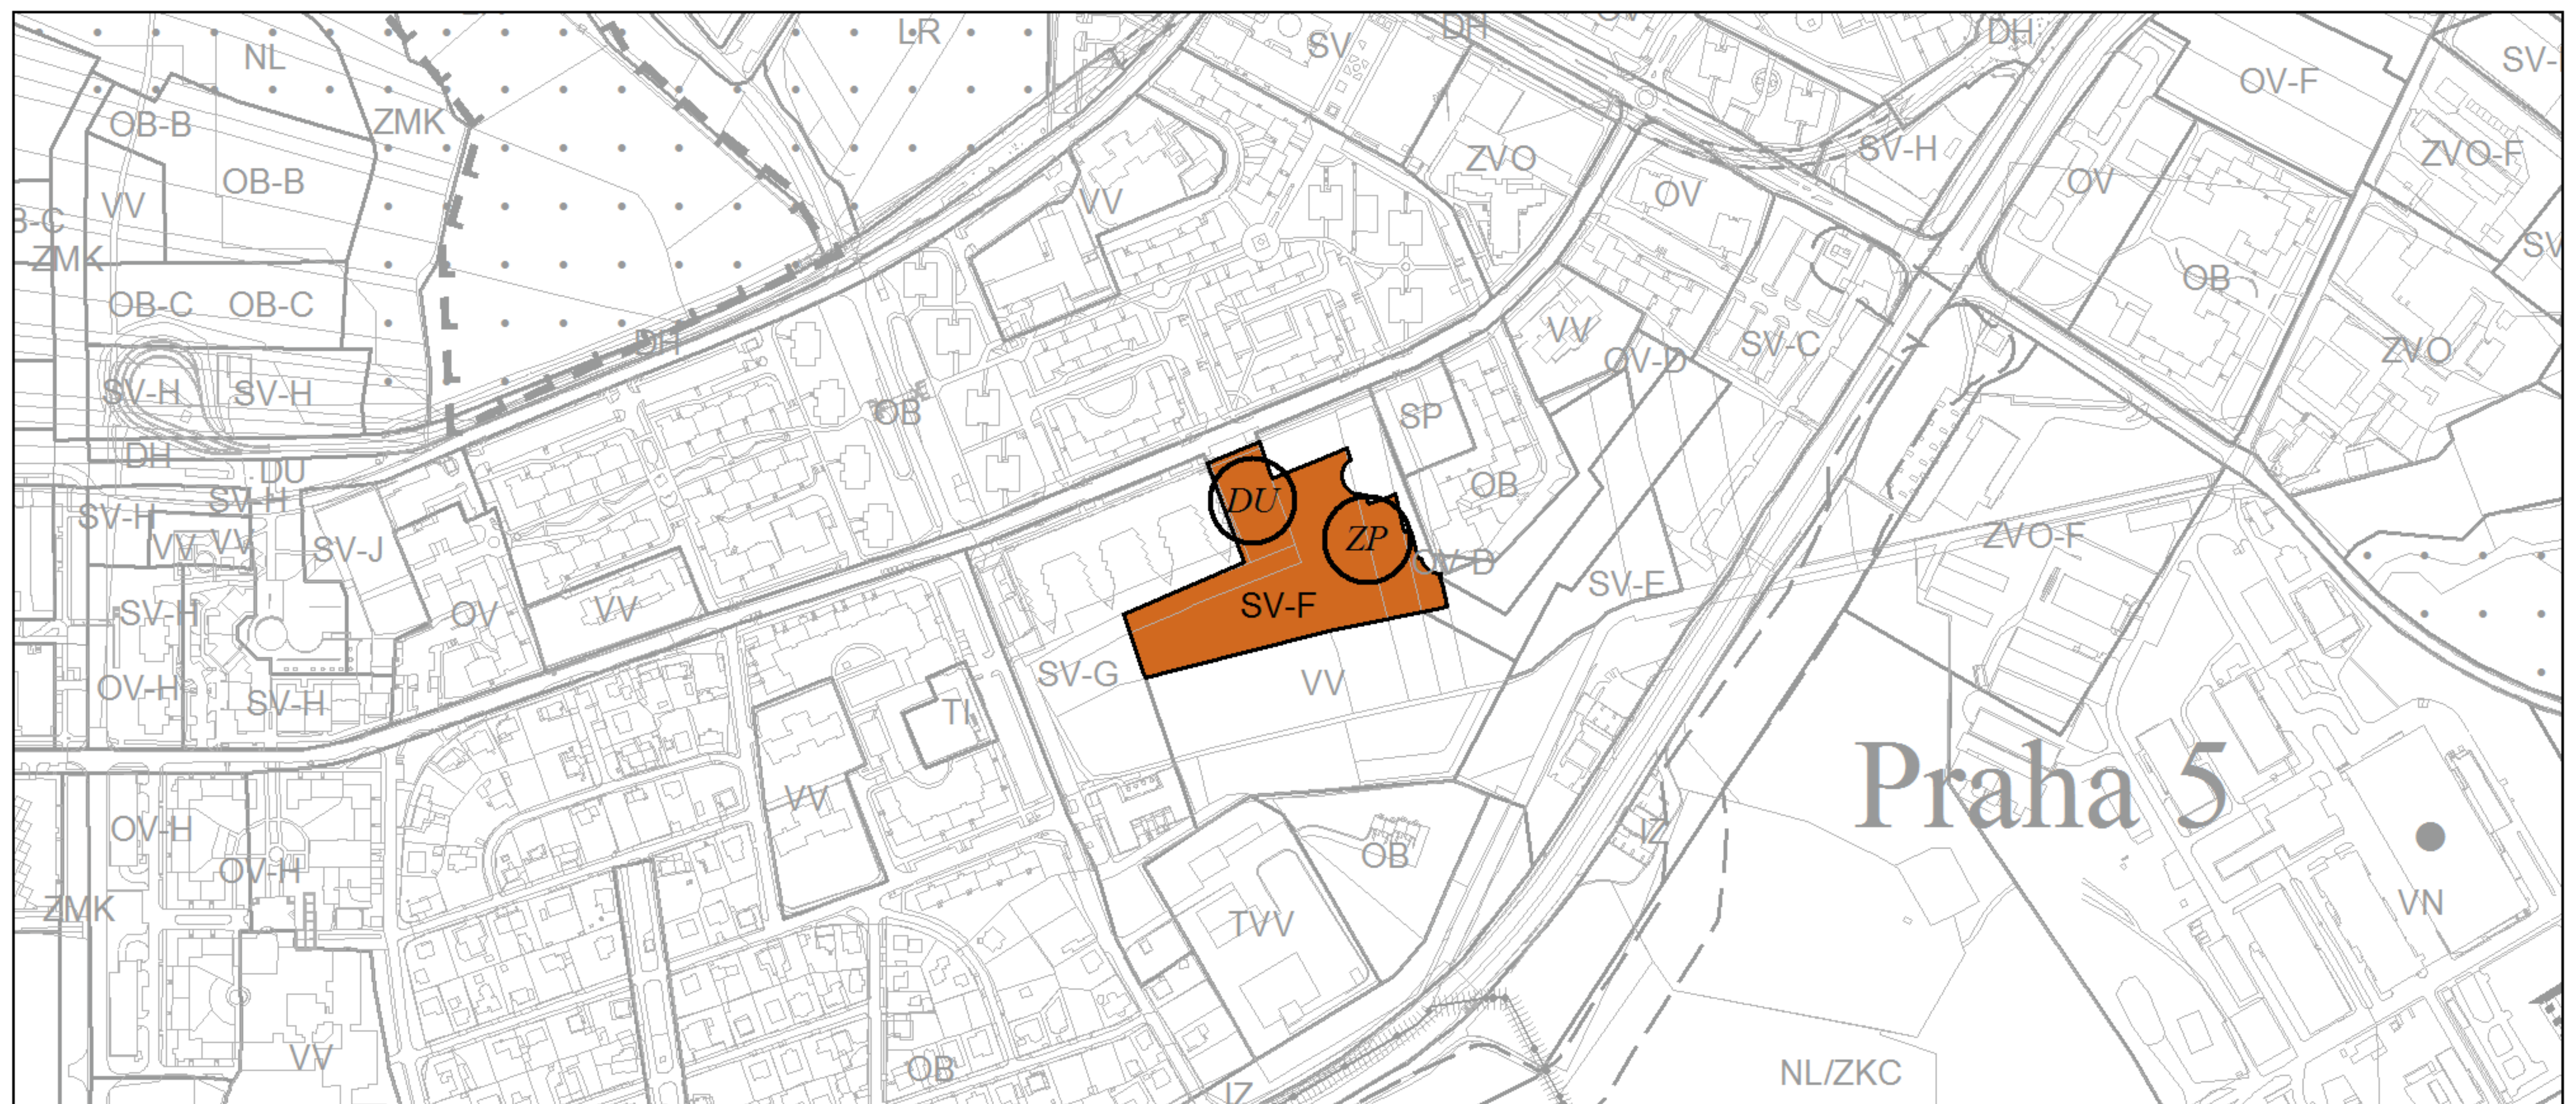 LR
DH
OV
DH
SV
NL
SV-
OV-F
OB-B
ZMK
SV-H
ZVO
ZVO-F
OB-B
OV
OV
VV
VV
B-C
ZMK
SV
OB
OB-C
OB-C
VV
DH
SV-C
ZVO
OV-D
SV-H
SV-H
OB
SP
DH
DU
OB
SV-H
DU
SV-H
ZP
ZVO-F
VV
VV
SV-J
OV-D
SV-E
SV-F
SV-H
OV
VV
SV-G
VV
OV-H
SV-H
TI
Praha 5
VV
OV-H
IZ
OB
OV-H
VN
ZMK
TVV
VV
OB
NL/ZKC
IZ